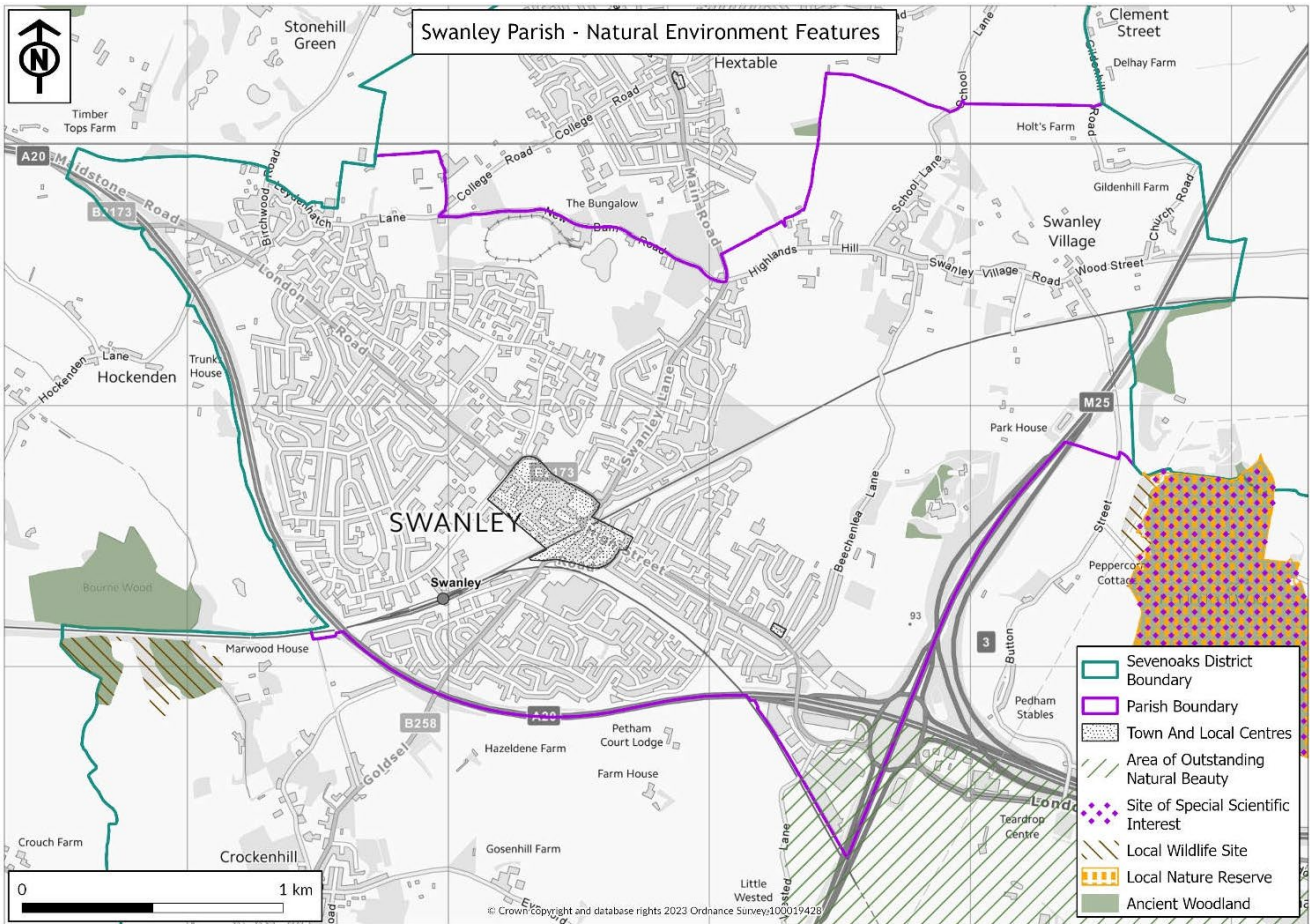 Swanley Parish - Natural Environment Features
N
Stonehill
Green
Hextable
Clement
Street
Delhay Farm
Gildenhill
Road
School
Lane
Holt's Farm
Timber
Tops Farm
A20
Maidstone Road
B2173
Birchwood Road
Leydenhatch
Lane
College Road
College Road
The Bungalow
New Barn Road
Main Road
School Lane
Gildenhill Farm
Church Road
Swanley
Village
Highlands Hill
Swanley Village Road
Wood Street
London Road
Hockenden Lane
Hockenden
Trunks
House
Swanley Lane
M25
Park House
B2173
SWANLEY
Street
Road
Swanley
Beechenlea Lane
Street
Peppercorn
Cottage
Bourne Wood
93
3
Button
Marwood House
B258
A20
Petham
Court Lodge
Hazeldene Farm
Farm House
Goldsel
Pedham
Stables
Londo
Teardrop
Centre
Crouch Farm
Crockenhill
Gosenhill Farm
Lane
Little
Wested
Road
0 1 km
© Crown copyright and database rights 2023 Ordnance Survey 100019428
Sevenoaks District
Boundary
Parish Boundary
Town And Local Centres
Area of Outstanding
Natural Beauty
Site of Special Scientific
Interest
Local Wildlife Site
Local Nature Reserve
Ancient Woodland